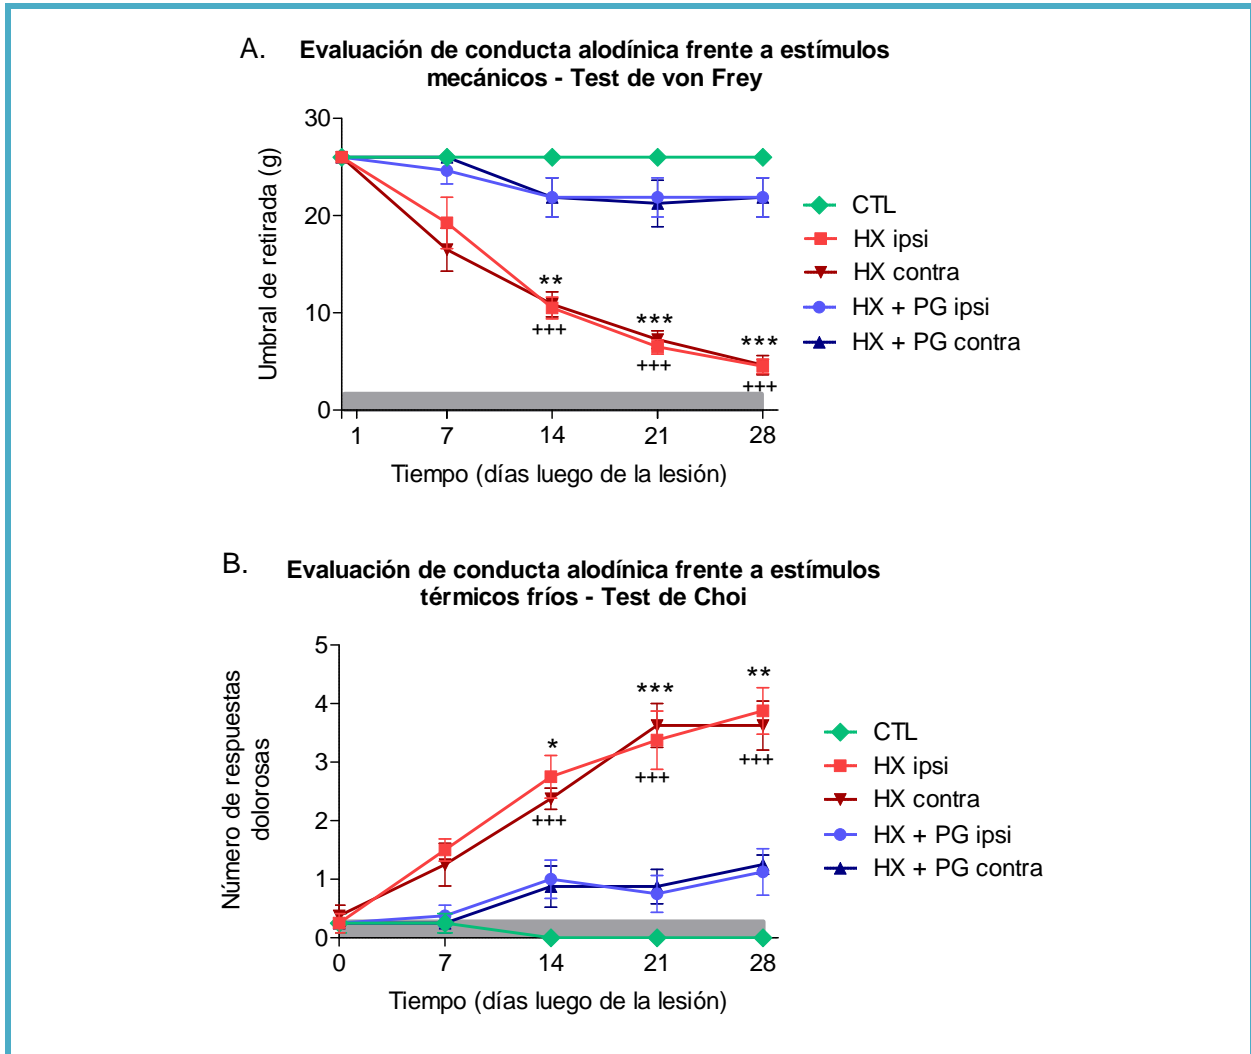 A.
Evaluación de conducta alodínica frente a estímulos
mecánicos - Test de von Frey
Umbral de retirada (g)
30
20
10
0
**
+++
***
+++
***
+++
1 7 14 21 28
Tiempo (días luego de la lesión)
CTL
HX ipsi
HX contra
HX + PG ipsi
HX + PG contra
B.
Evaluación de conducta alodínica frente a estímulos
térmicos fríos - Test de Choi
Número de respuestas
dolorosas
5
4
3
2
1
0
*
+++
***
+++
**
+++
0 7 14 21 28
Tiempo (días luego de la lesión)
CTL
HX ipsi
HX contra
HX + PG ipsi
HX + PG contra